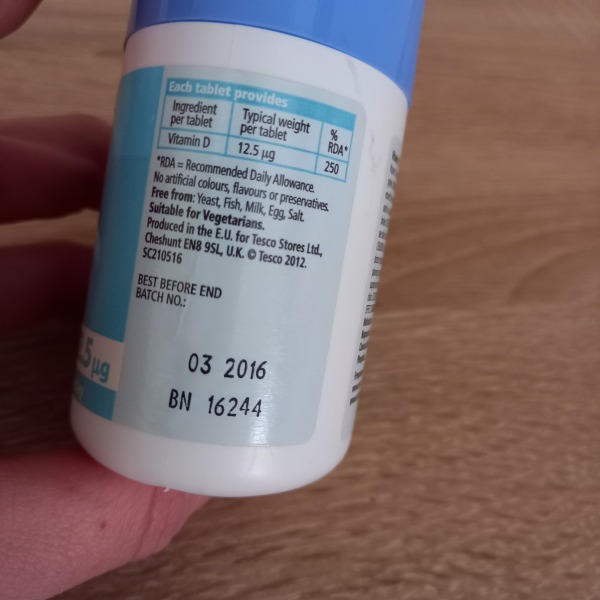 Each tablet provides
Ingredient per tablet Typical weight per tablet % RDA*
Vitamin D 12.5 µg 250
*RDA = Recommended Daily Allowance.
No artificial colours, flavours or preservatives.
Free from: Yeast, Fish, Milk, Egg, Salt.
Suitable for Vegetarians.
Produced in the E.U. for Tesco Stores Ltd.,
Cheshunt EN8 9SL, U.K. © Tesco 2012.
SC210516
BEST BEFORE END
BATCH NO.:
03 2016
BN 16244
.5 µg